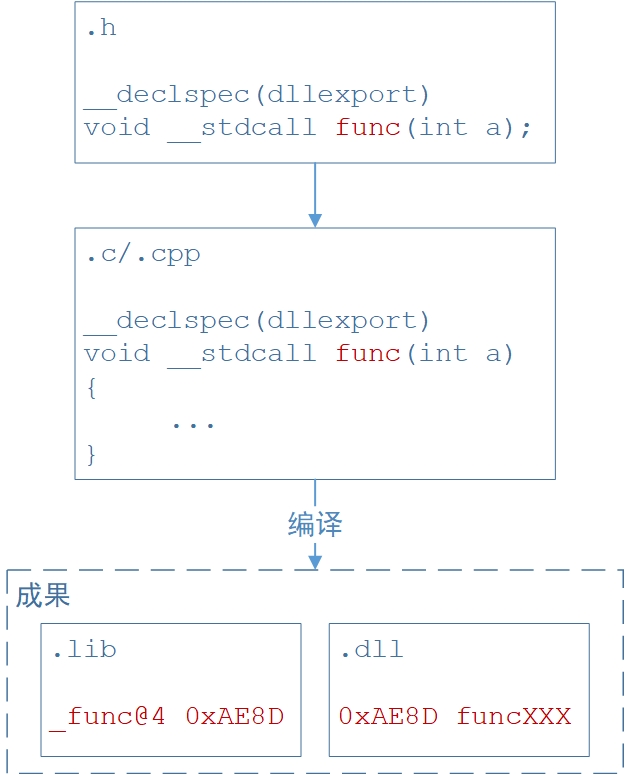 .h
__declspec(dllexport)
void __stdcall func(int a);
.c/.cpp
__declspec(dllexport)
void __stdcall func(int a)
{
...
}
编译
成果
.lib
_func@4 0xAE8D
.dll
0xAE8D funcXXX